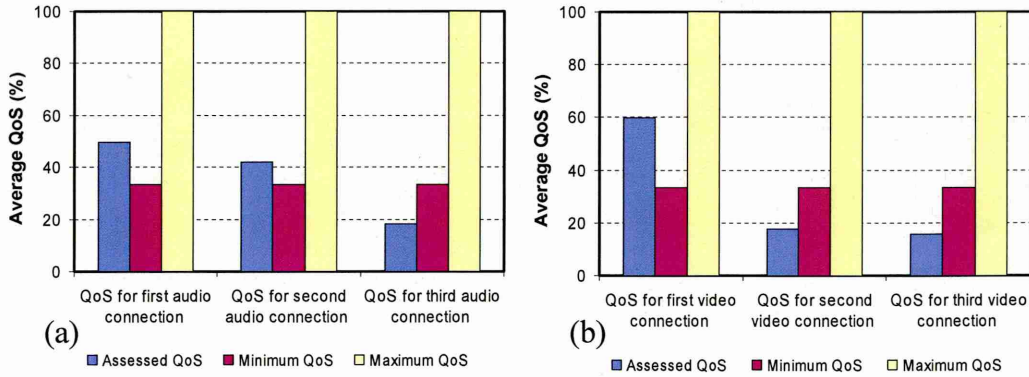 Average QoS (%)
100
80
60
40
20
0
QoS for first audio
connection
QoS for second
audio connection
QoS for third audio
connection
(a)
Assessed QoS Minimum QoS Maximum QoS
Average QoS (%)
100
80
60
40
20
0
QoS for first video
connection
QoS for second
video connection
QoS for third video
connection
(b)
Assessed QoS Minimum QoS Maximum QoS